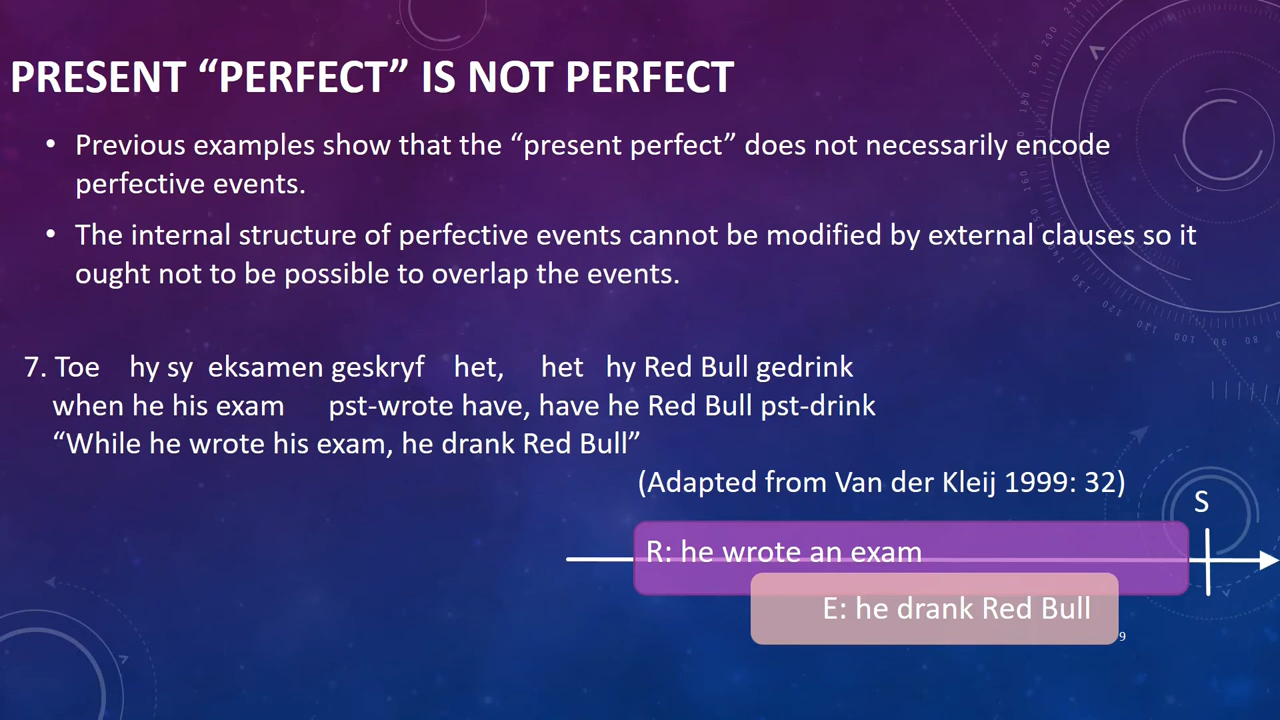 PRESENT “PERFECT” IS NOT PERFECT
• Previous examples show that the “present perfect” does not necessarily encode
perfective events.
• The internal structure of perfective events cannot be modified by external clauses so it
ought not to be possible to overlap the events.
7. Toe hy sy eksamen geskryf het, het hy Red Bull gedrink
when he his exam pst-wrote have, have he Red Bull pst-drink
“While he wrote his exam, he drank Red Bull”
(Adapted from Van der Kleij 1999: 32)
S
R: he wrote an exam
E: he drank Red Bull
9